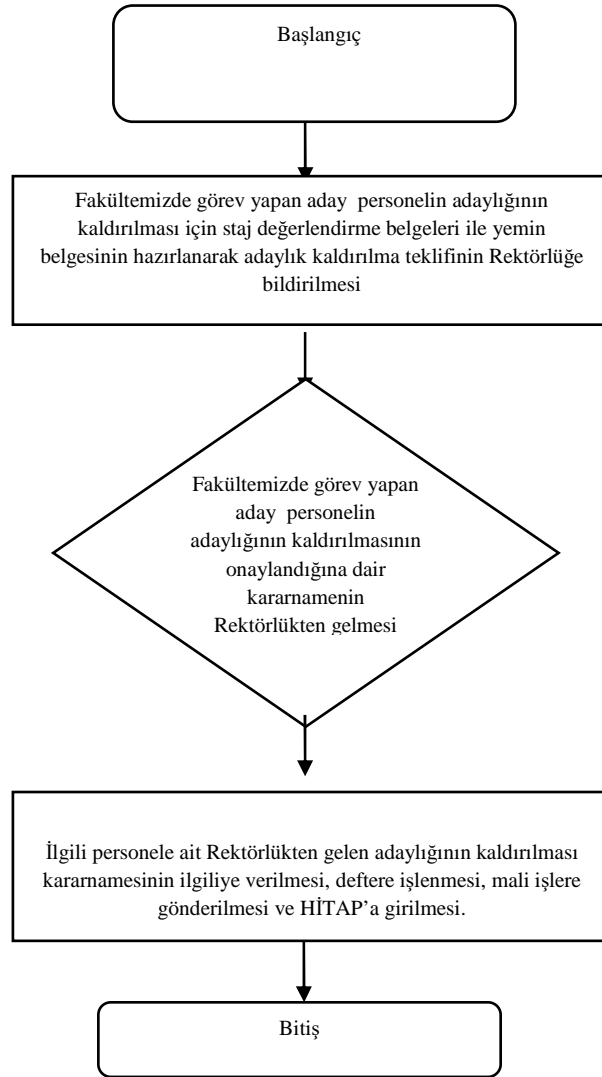 Başlangıç
Fakültemizde görev yapan aday  personelin adaylığının
kaldırılması için staj değerlendirme belgeleri ile yemin
belgesinin hazırlanarak adaylık kaldırılma teklifinin Rektörlüğe
bildirilmesi
Fakültemizde görev yapan
aday  personelin
adaylığının kaldırılmasının
onaylandığına dair
kararnamenin
Rektörlükten gelmesi
İlgili personele ait Rektörlükten gelen adaylığının kaldırılması
kararnamesinin ilgiliye verilmesi, deftere işlenmesi, mali işlere
gönderilmesi ve HİTAP’a girilmesi.
Bitiş